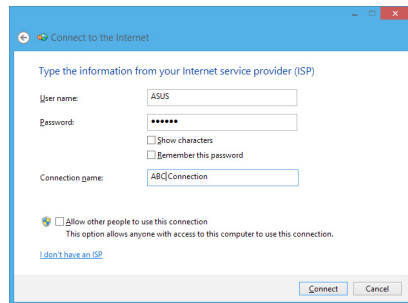 Connect to the Internet
Type the information from your Internet service provider (ISP)
User name: ASUS
Password: ••••••
Show characters
Remember this password
Connection name: ABC Connection
Allow other people to use this connection
This option allows anyone with access to this computer to use this connection.
I don't have an ISP
Connect Cancel